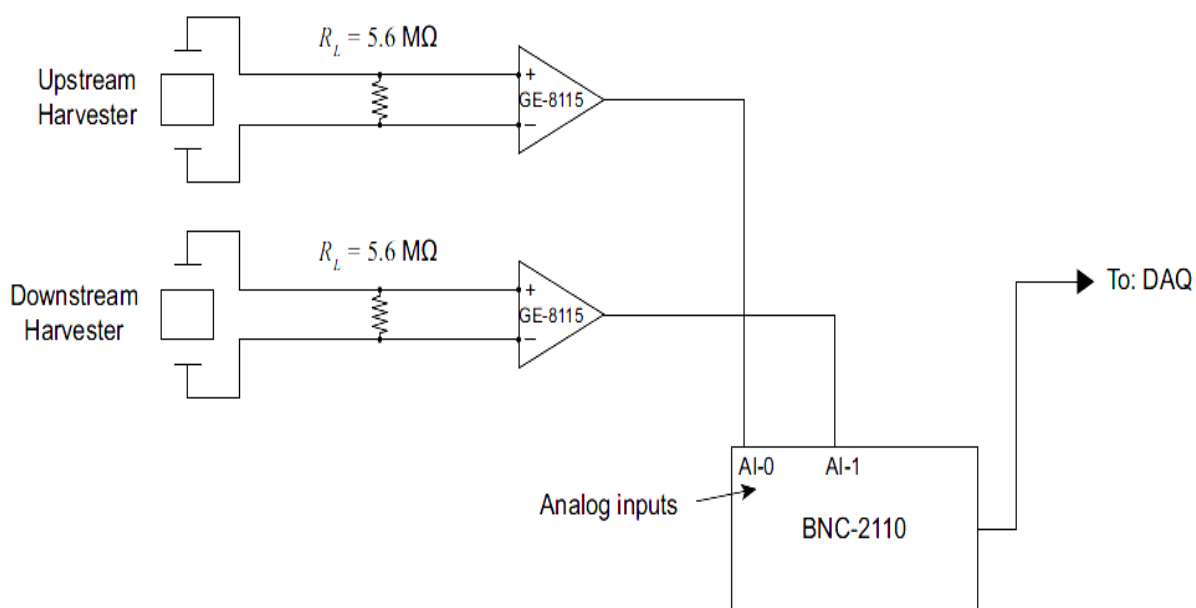 R_L = 5.6 MΩ
Upstream
Harvester
+
GE-8115
−
R_L = 5.6 MΩ
Downstream
Harvester
+
GE-8115
−
To: DAQ
AI-0 AI-1
Analog inputs
BNC-2110